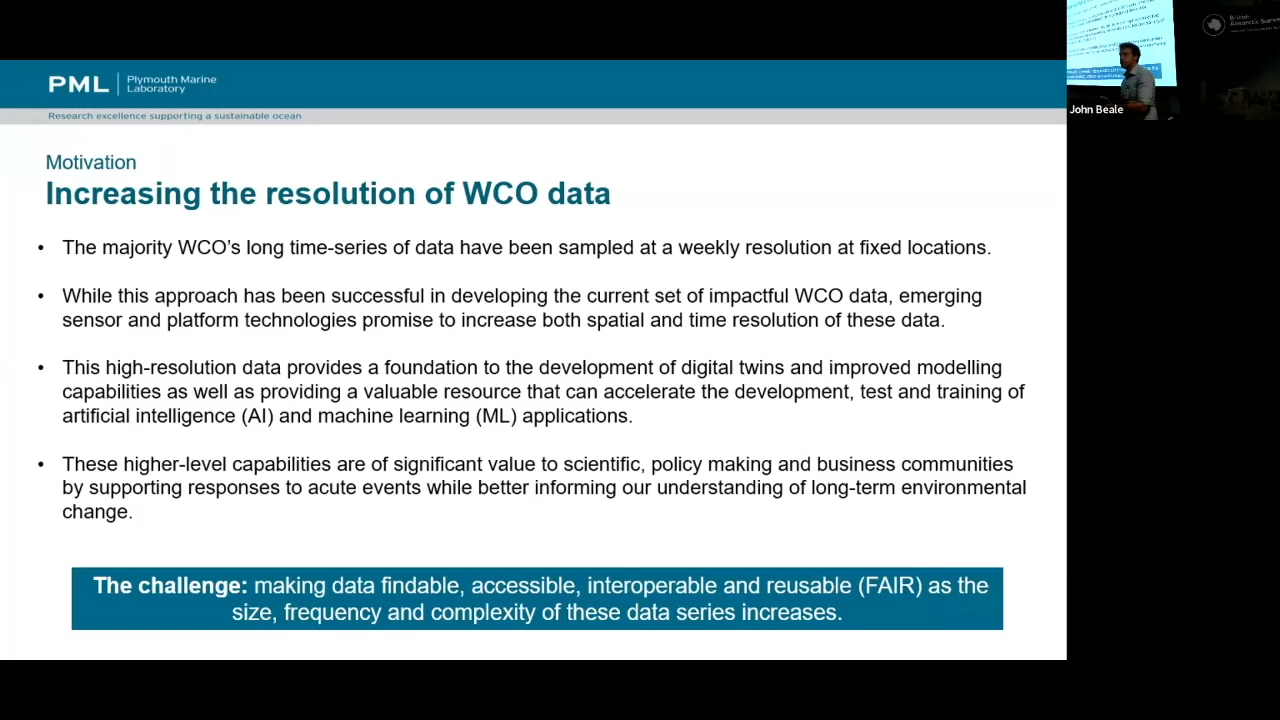 PML
Plymouth Marine
Laboratory
Research excellence supporting a sustainable ocean
Motivation
Increasing the resolution of WCO data
• The majority WCO's long time-series of data have been sampled at a weekly resolution at fixed locations.
• While this approach has been successful in developing the current set of impactful WCO data, emerging
sensor and platform technologies promise to increase both spatial and time resolution of these data.
• This high-resolution data provides a foundation to the development of digital twins and improved modelling
capabilities as well as providing a valuable resource that can accelerate the development, test and training of
artificial intelligence (AI) and machine learning (ML) applications.
• These higher-level capabilities are of significant value to scientific, policy making and business communities
by supporting responses to acute events while better informing our understanding of long-term environmental
change.
The challenge: making data findable, accessible, interoperable and reusable (FAIR) as the
size, frequency and complexity of these data series increases.
British
Antarctic Survey
John Beale